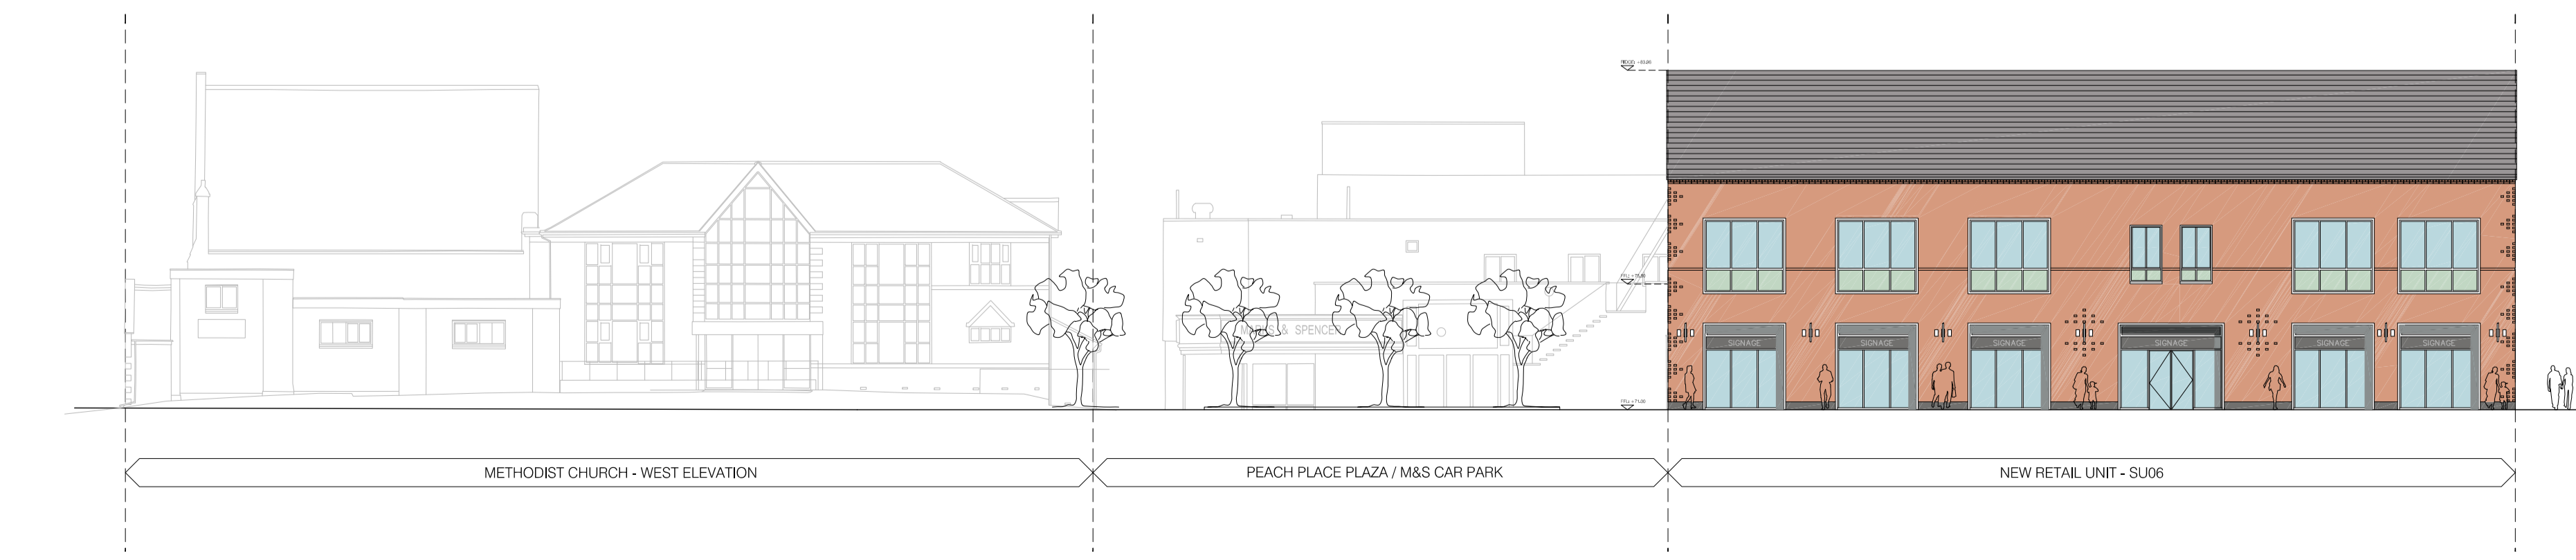 MARKS & SPENCER
SIGNAGE
SIGNAGE
SIGNAGE
SIGNAGE
SIGNAGE
SIGNAGE
METHODIST CHURCH - WEST ELEVATION
PEACH PLACE PLAZA / M&S CAR PARK
NEW RETAIL UNIT - SU06